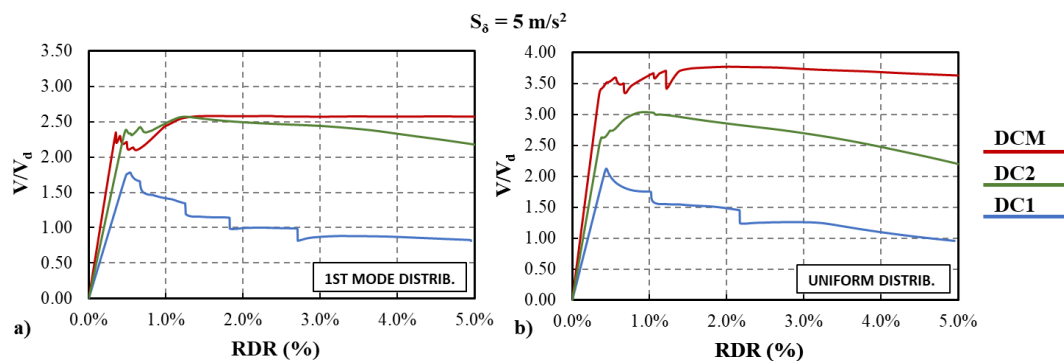 S_δ = 5 m/s²
3.50
3.00
2.50
2.00
1.50
1.00
0.50
0.00
V/V_d
0.0%
1.0%
2.0%
3.0%
4.0%
5.0%
RDR (%)
1ST MODE DISTRIB.
a)
4.00
3.50
3.00
2.50
2.00
1.50
1.00
0.50
0.00
V/V_d
0.0%
1.0%
2.0%
3.0%
4.0%
5.0%
RDR (%)
UNIFORM DISTRIB.
b)
DCM
DC2
DC1